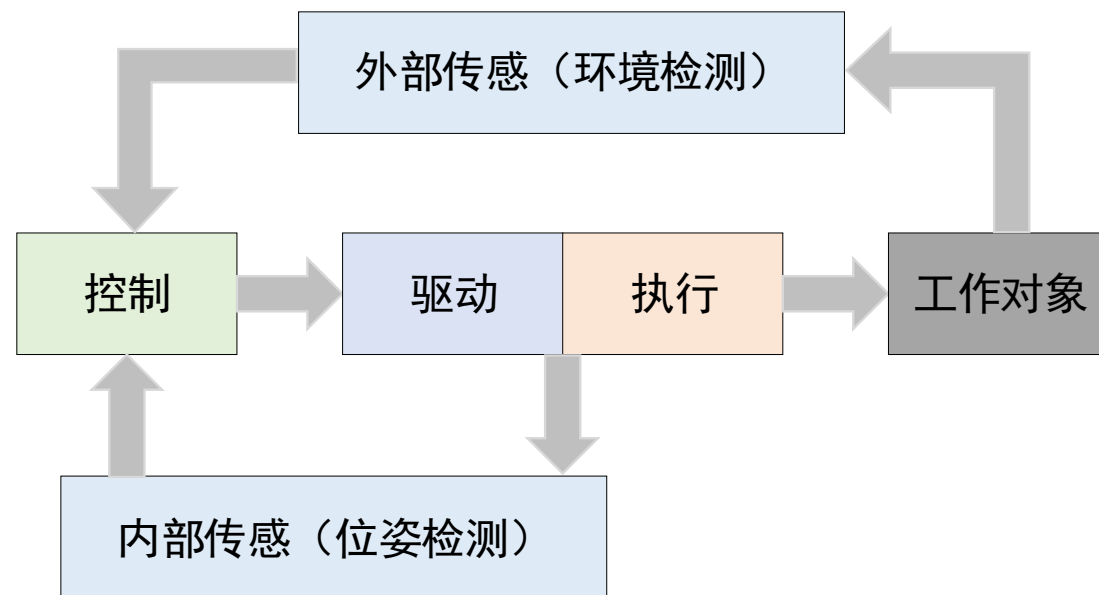 外部传感（环境检测）
控制
驱动
执行
工作对象
内部传感（位姿检测）